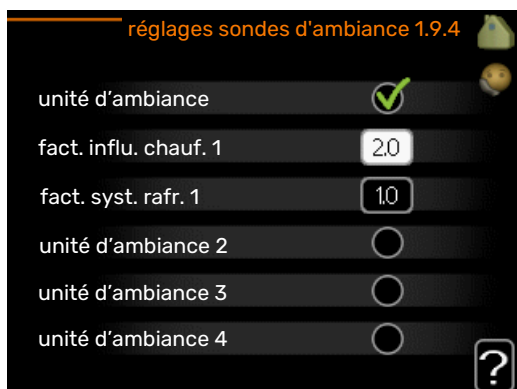 réglages sondes d'ambiance 1.9.4
unité d'ambiance
fact. influ. chauf. 1 2.0
fact. syst. rafr. 1 1.0
unité d'ambiance 2
unité d'ambiance 3
unité d'ambiance 4
?